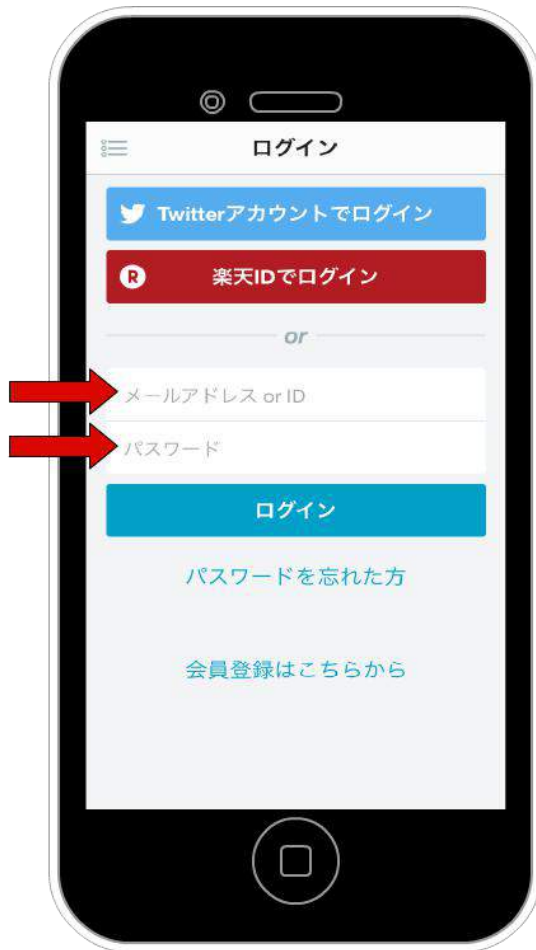 ログイン
Twitterアカウントでログイン
R 楽天IDでログイン
or
メールアドレス or ID
パスワード
ログイン
パスワードを忘れた方
会員登録はこちらから